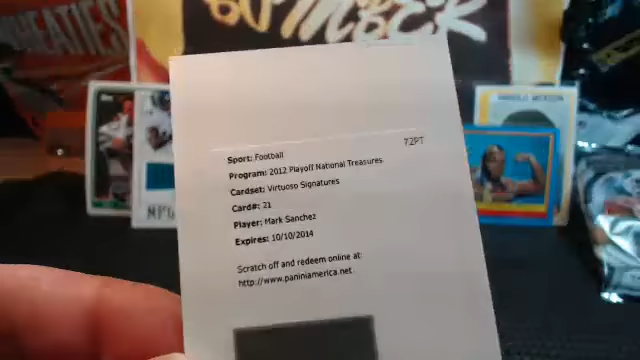 WHEATIES
72PT
Sport: Football
Program: 2012 Playoff National Treasures
Cardset: Virtuoso Signatures
Card#: 21
Player: Mark Sanchez
Expires: 10/10/2014
Scratch off and redeem online at
http://www.paniniamerica.net